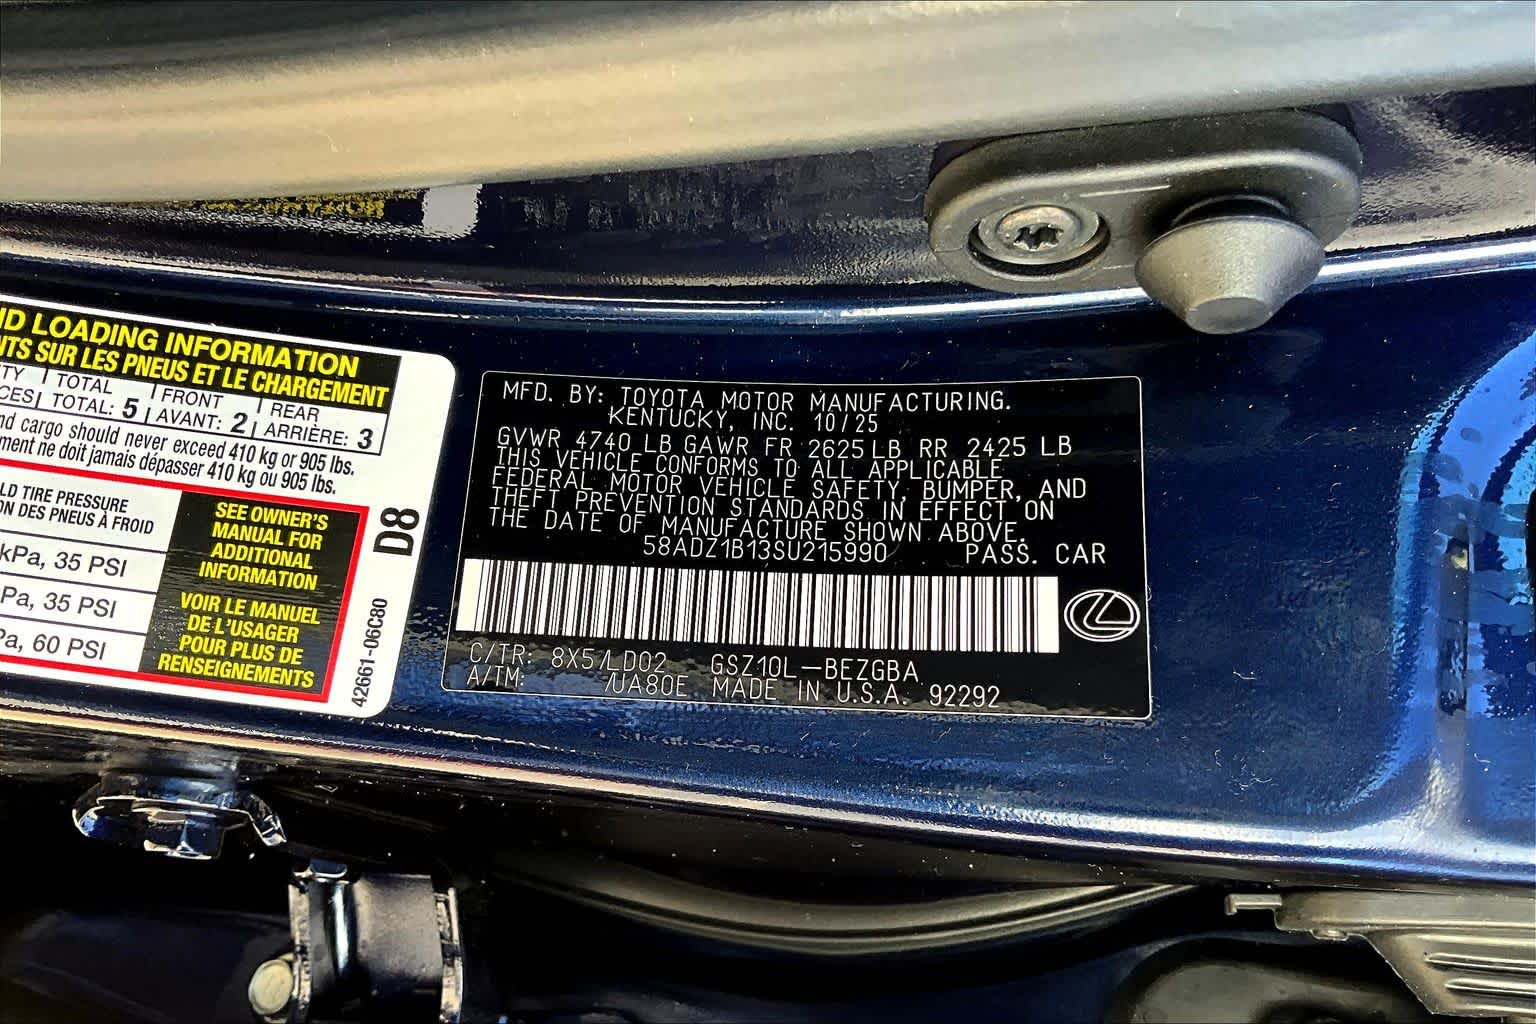 ND LOADING INFORMATION
NTS SUR LES PNEUS ET LE CHARGEMENT
TOTAL FRONT REAR
TOTAL: 5 AVANT: 2 ARRIÈRE: 3
and cargo should never exceed 410 kg or 905 lbs.
ement ne doit jamais dépasser 410 kg ou 905 lbs.
LD TIRE PRESSURE
ON DES PNEUS À FROID
kPa, 35 PSI
Pa, 35 PSI
Pa, 60 PSI
SEE OWNER'S
MANUAL FOR
ADDITIONAL
INFORMATION
VOIR LE MANUEL
DE L'USAGER
POUR PLUS DE
RENSEIGNEMENTS
D8
42661-06C80
MFD. BY: TOYOTA MOTOR MANUFACTURING.
KENTUCKY, INC. 10/25
GVWR 4740 LB GAWR FR 2625 LB RR 2425 LB
THIS VEHICLE CONFORMS TO ALL APPLICABLE
FEDERAL MOTOR VEHICLE SAFETY, BUMPER, AND
THEFT PREVENTION STANDARDS IN EFFECT ON
THE DATE OF MANUFACTURE SHOWN ABOVE.
58ADZ1B13SU215990 PASS. CAR
C/TR: 8X5/LD02 GSZ10L-BEZGBA
A/TM: /UA80E MADE IN U.S.A. 92292